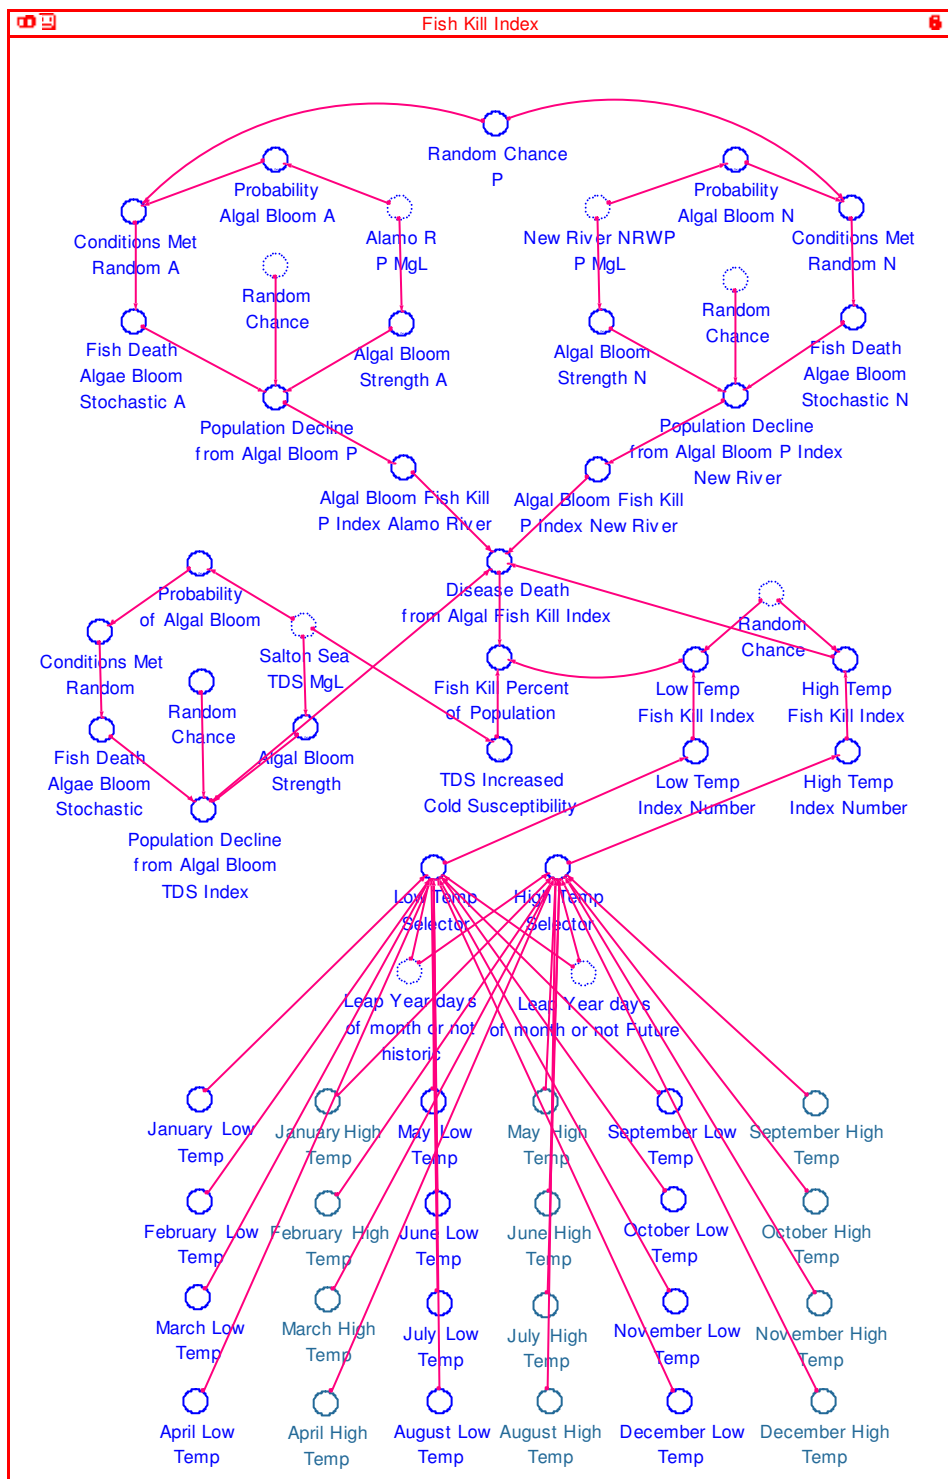 Fish Kill Index
Random Chance
P
Probability
Algal Bloom A
Probability
Algal Bloom N
Conditions Met
Random A
Alamo R
P MgL
New River NRWP
P MgL
Conditions Met
Random N
Random
Chance
Random
Chance
Fish Death
Algae Bloom
Stochastic A
Algal Bloom
Strength A
Algal Bloom
Strength N
Fish Death
Algae Bloom
Stochastic N
Population Decline
from Algal Bloom P
Population Decline
from Algal Bloom P Index
New River
Algal Bloom Fish Kill
P Index Alamo River
Algal Bloom Fish Kill
P Index New River
Probability
of Algal Bloom
Disease Death
from Algal Fish Kill Index
Random
Chance
Conditions Met
Random
Salton Sea
TDS MgL
Fish Kill Percent
of Population
Low Temp
Fish Kill Index
High Temp
Fish Kill Index
Random
Chance
Fish Death
Algae Bloom
Stochastic
Algal Bloom
Strength
TDS Increased
Cold Susceptibility
Low Temp
Index Number
High Temp
Index Number
Population Decline
from Algal Bloom
TDS Index
Low Temp
Selector
High Temp
Selector
Leap Year days
of month or not
historic
Leap Year days
of month or not Future
January Low
Temp
January High
Temp
May Low
Temp
May High
Temp
September Low
Temp
September High
Temp
February Low
Temp
February High
Temp
June Low
Temp
June High
Temp
October Low
Temp
October High
Temp
March Low
Temp
March High
Temp
July Low
Temp
July High
Temp
November Low
Temp
November High
Temp
April Low
Temp
April High
Temp
August Low
Temp
August High
Temp
December Low
Temp
December High
Temp